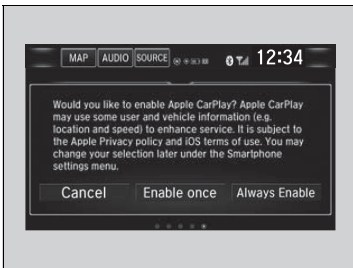 MAP AUDIO SOURCE 12:34
Would you like to enable Apple CarPlay? Apple CarPlay
may use some user and vehicle information (e.g.
location and speed) to enhance service. It is subject to
the Apple Privacy policy and iOS terms of use. You may
change your selection later under the Smartphone
settings menu.
Cancel Enable once Always Enable